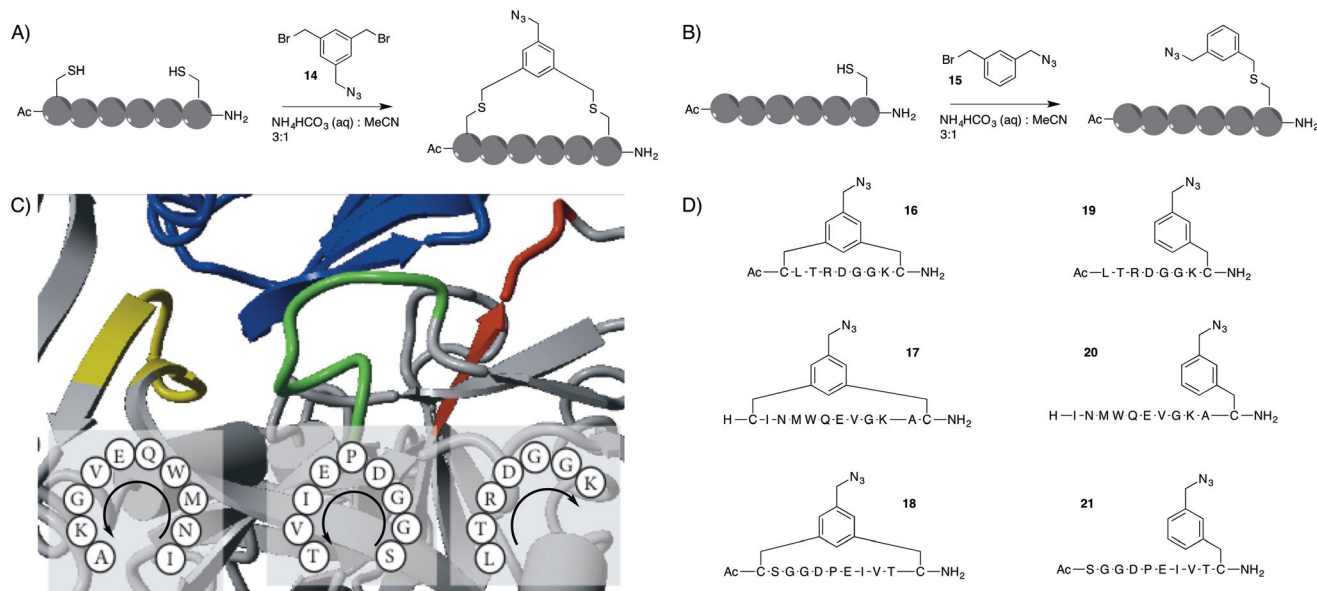 A)
SH
HS
Ac
NH2
Br
Br
14
N3
NH4HCO3 (aq) : MeCN
3:1
N3
S
S
Ac
NH2
B)
HS
Ac
NH2
Br
N3
15
NH4HCO3 (aq) : MeCN
3:1
N3
S
Ac
NH2
C)
A K G V E Q W M N I
T V I E P D G G S
L T R D G G K
D)
N3
16
Ac-C-L-T-R-D-G-G-K-C-NH2
N3
19
Ac-L-T-R-D-G-G-K-C-NH2
N3
17
H-C-I-N-M-W-Q-E-V-G-K-A-C-NH2
N3
20
H-I-N-M-W-Q-E-V-G-K-A-C-NH2
N3
18
Ac-C-S-G-G-D-P-E-I-V-T-C-NH2
N3
21
Ac-S-G-G-D-P-E-I-V-T-C-NH2